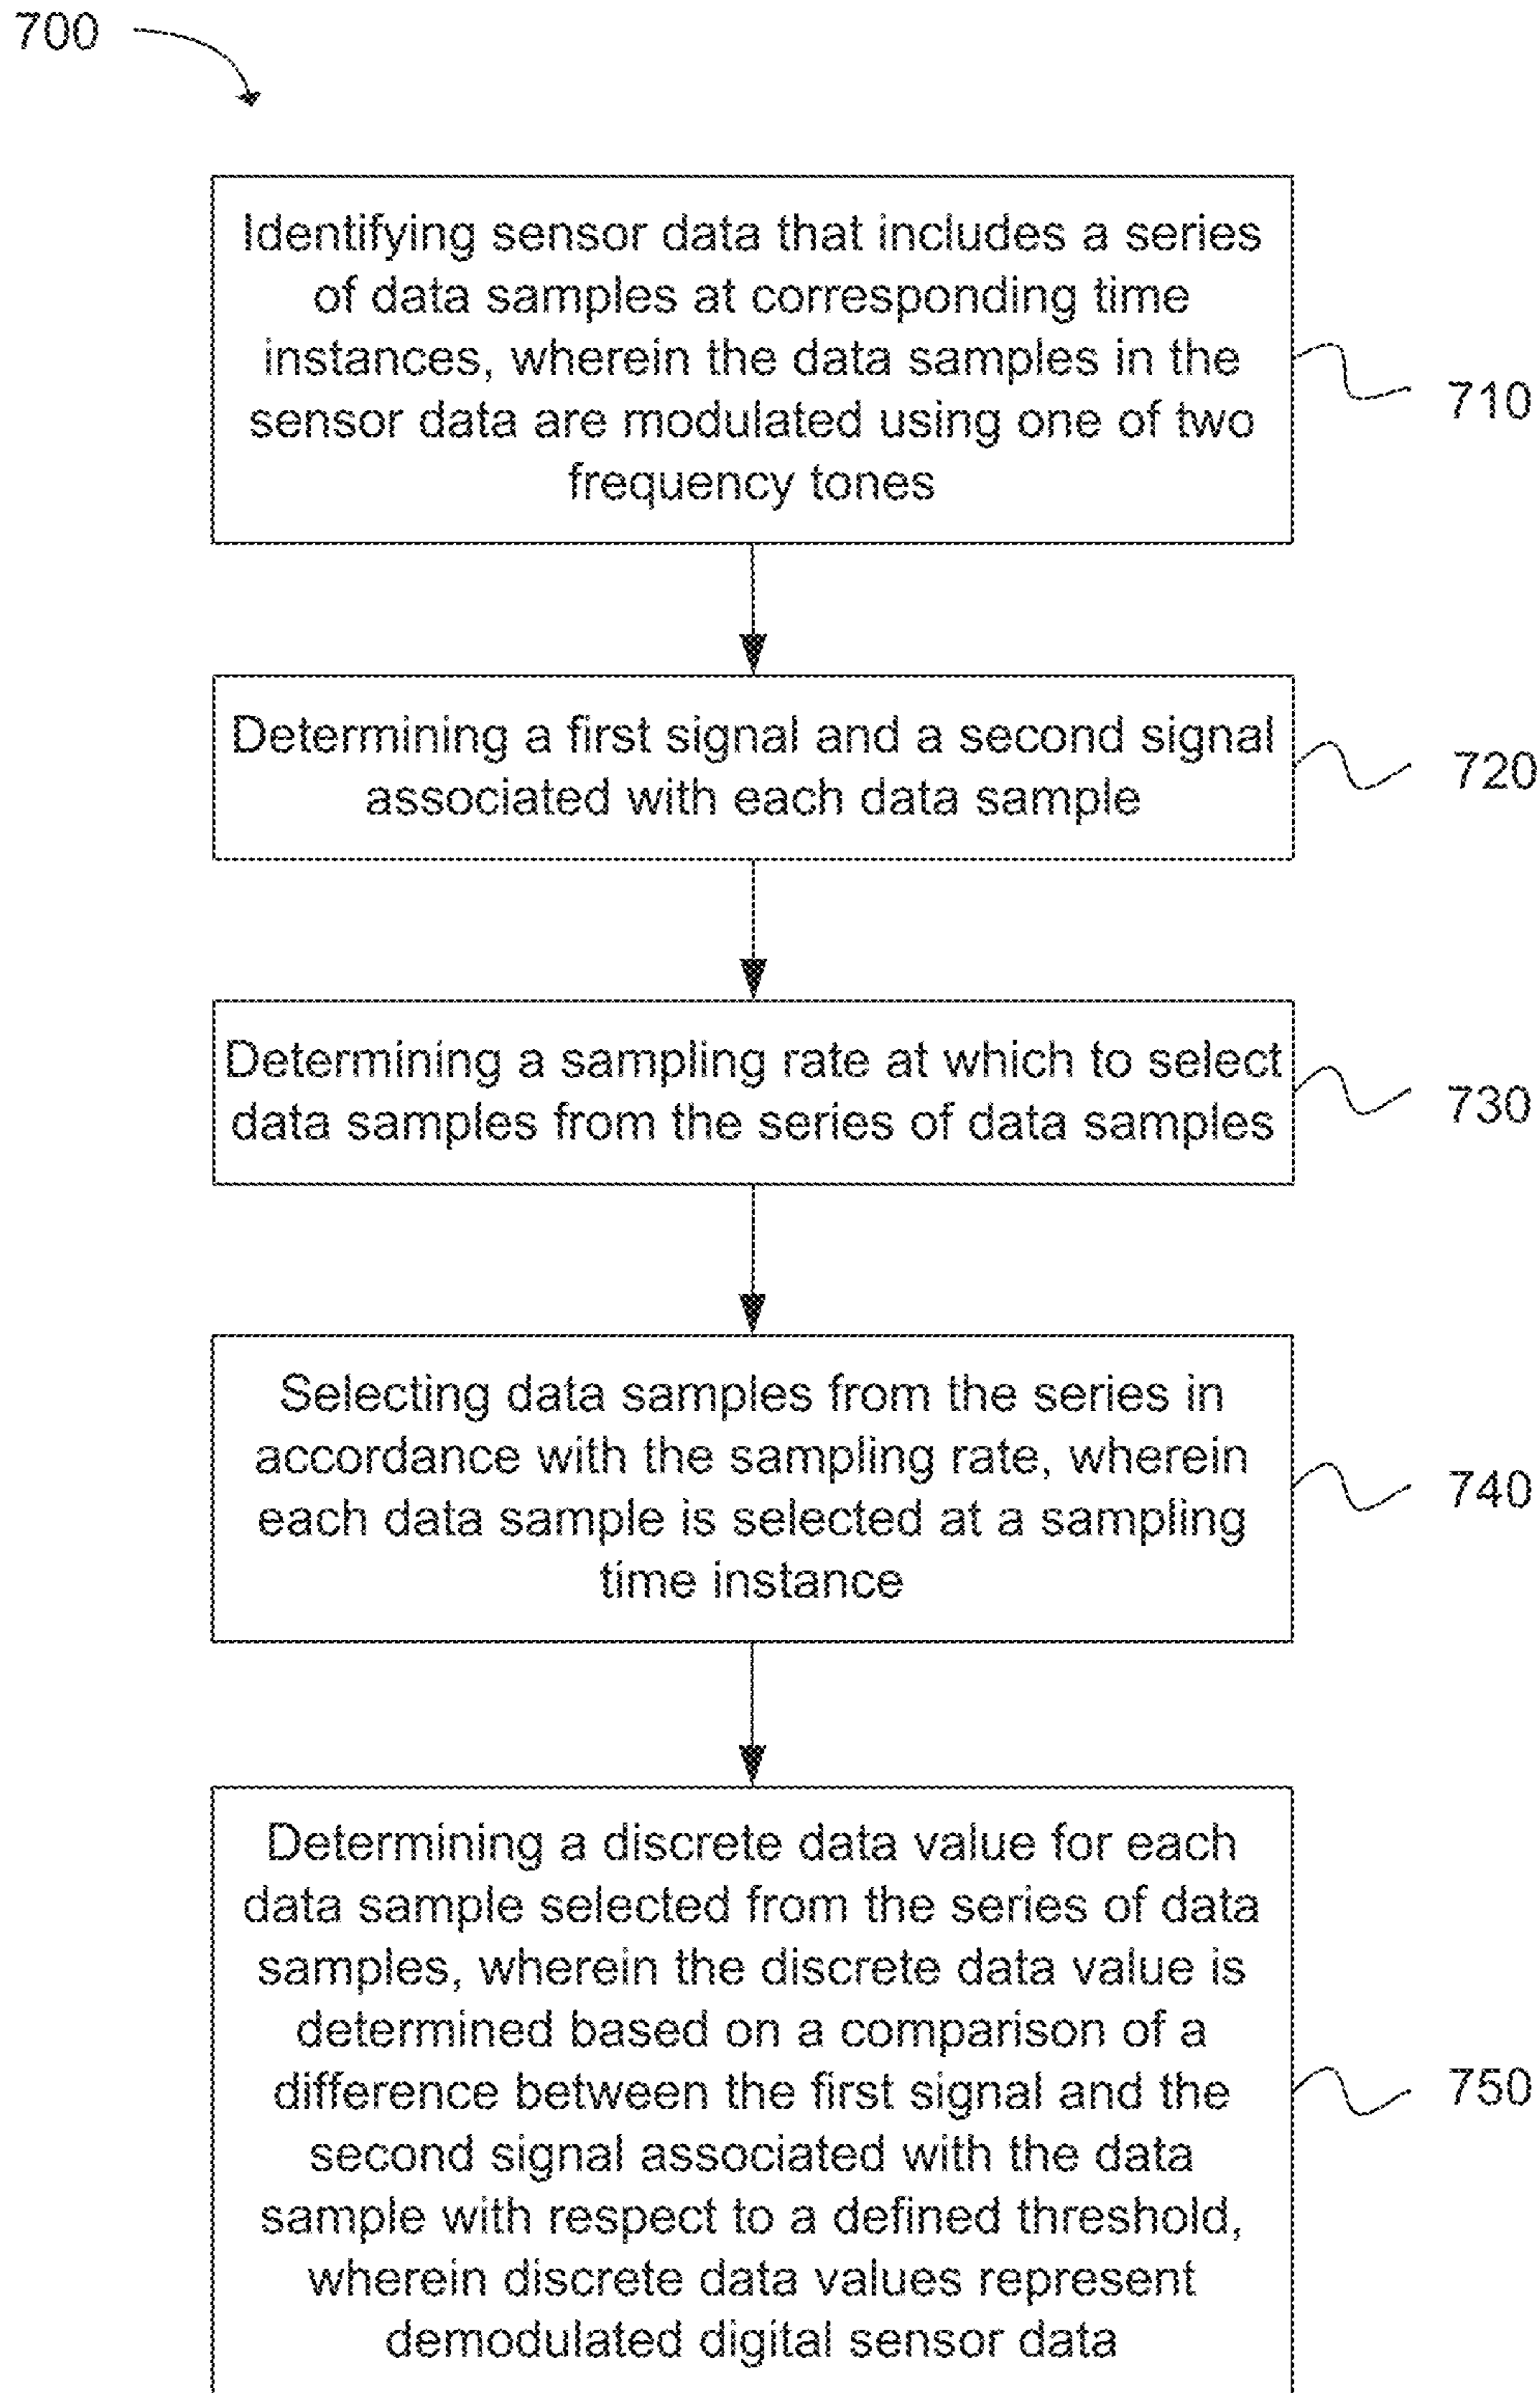 700
Identifying sensor data that includes a series
of data samples at corresponding time
instances, wherein the data samples in the
sensor data are modulated using one of two
frequency tones
710
Determining a first signal and a second signal
associated with each data sample
720
Determining a sampling rate at which to select
data samples from the series of data samples
730
Selecting data samples from the series in
accordance with the sampling rate, wherein
each data sample is selected at a sampling
time instance
740
Determining a discrete data value for each
data sample selected from the series of data
samples, wherein the discrete data value is
determined based on a comparison of a
difference between the first signal and the
second signal associated with the data
sample with respect to a defined threshold,
wherein discrete data values represent
demodulated digital sensor data
750